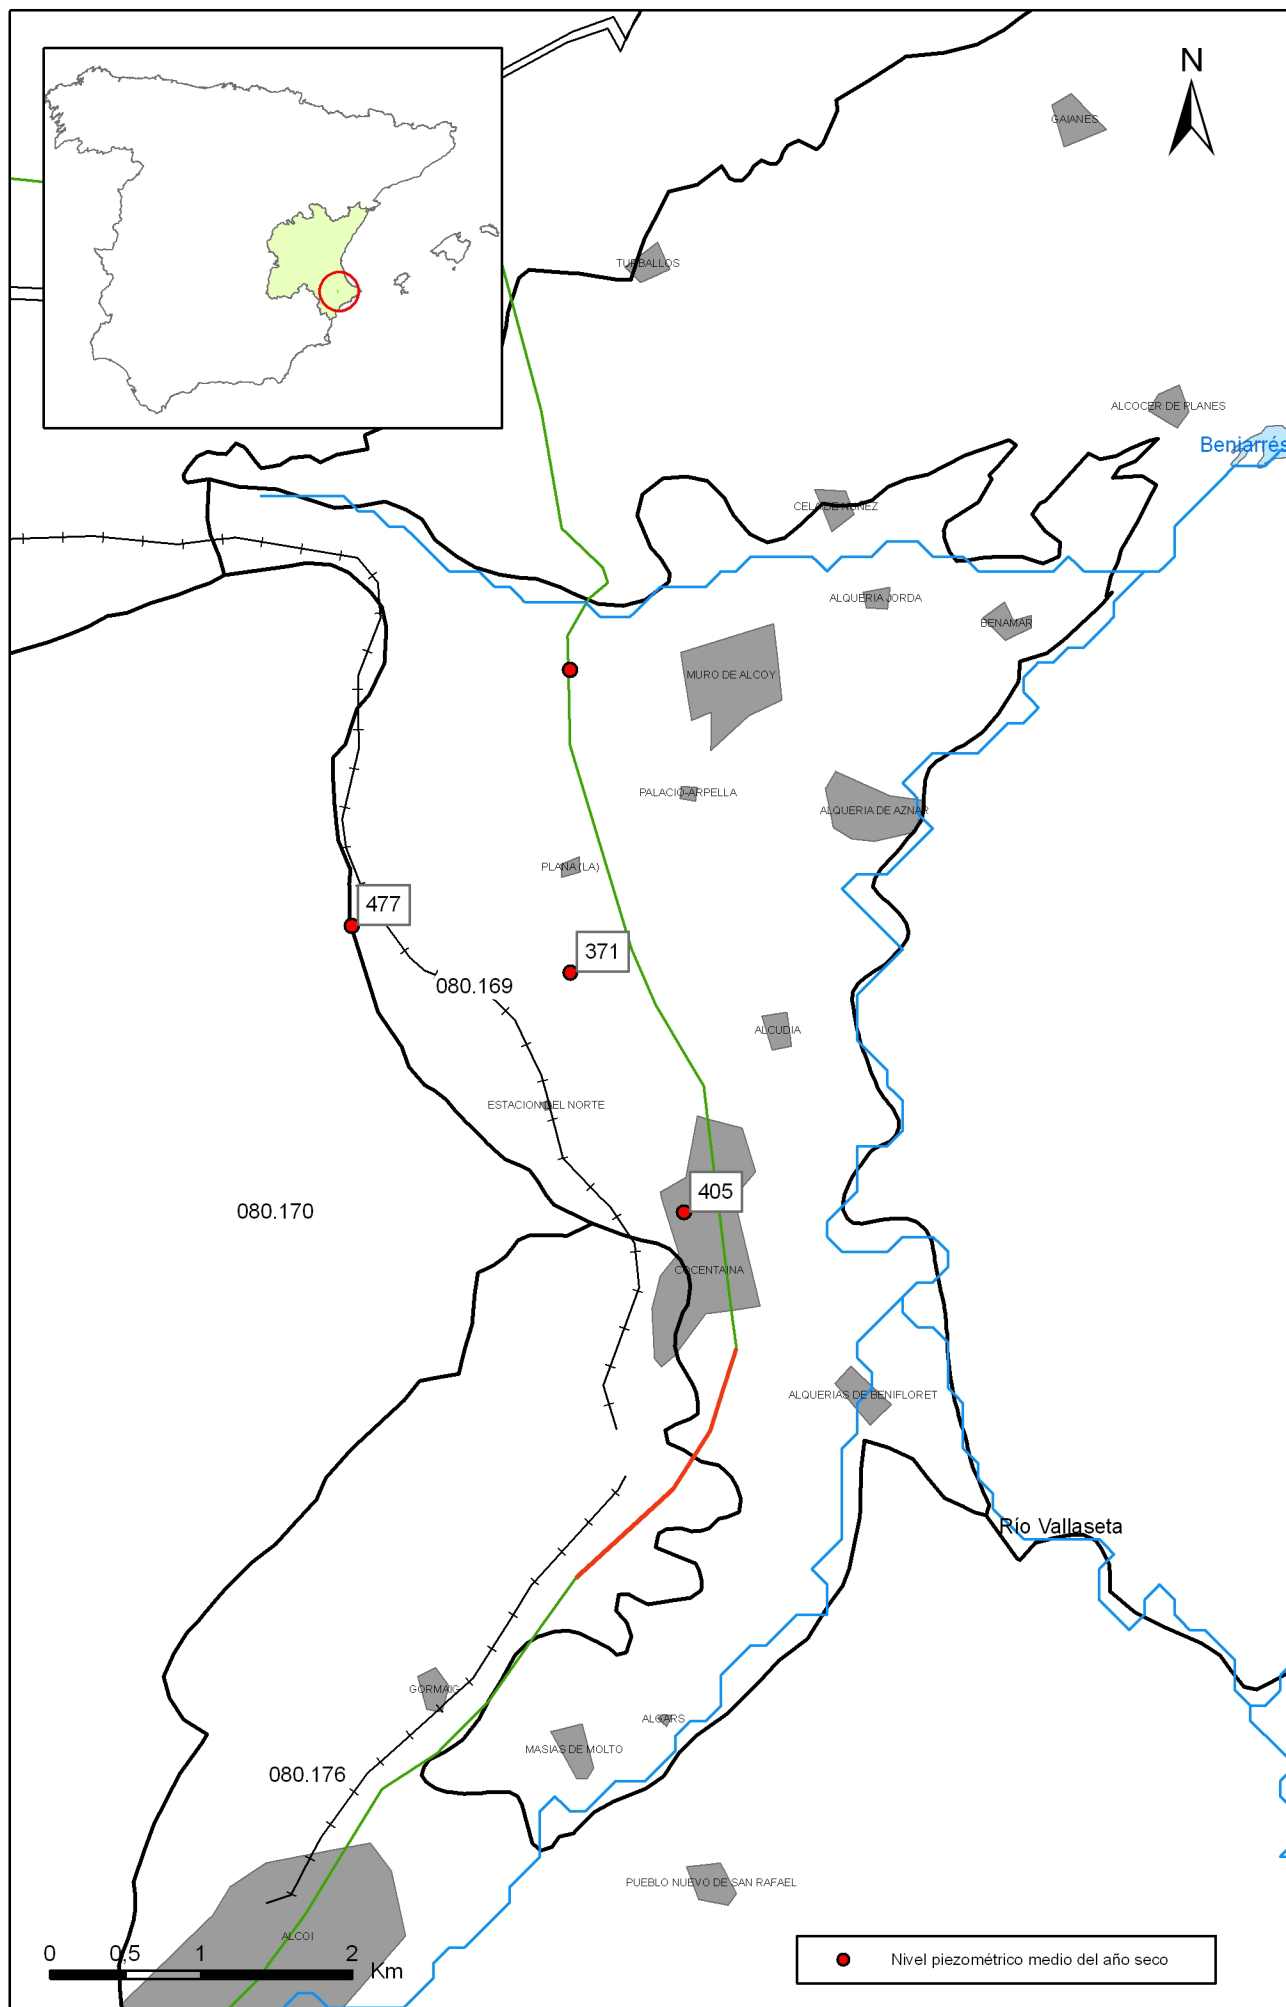 N
GAIANES
TURBALLOS
ALCOCER DE PLANES
Beniarrés
CELA DE NUÑEZ
ALQUERIA JORDA
BENAMAR
MURO DE ALCOY
PALACIO-ARPELLA
ALQUERIA DE AZNAR
PLANA (LA)
477
371
080.169
ALCUDIA
ESTACION DEL NORTE
405
080.170
COCENTAINA
ALQUERIAS DE BENIFLORET
Río Vallaseta
GORMAIG
ALGARS
MASIAS DE MOLTO
080.176
PUEBLO NUEVO DE SAN RAFAEL
ALCOI
0 0,5 1 2
Km
Nivel piezométrico medio del año seco